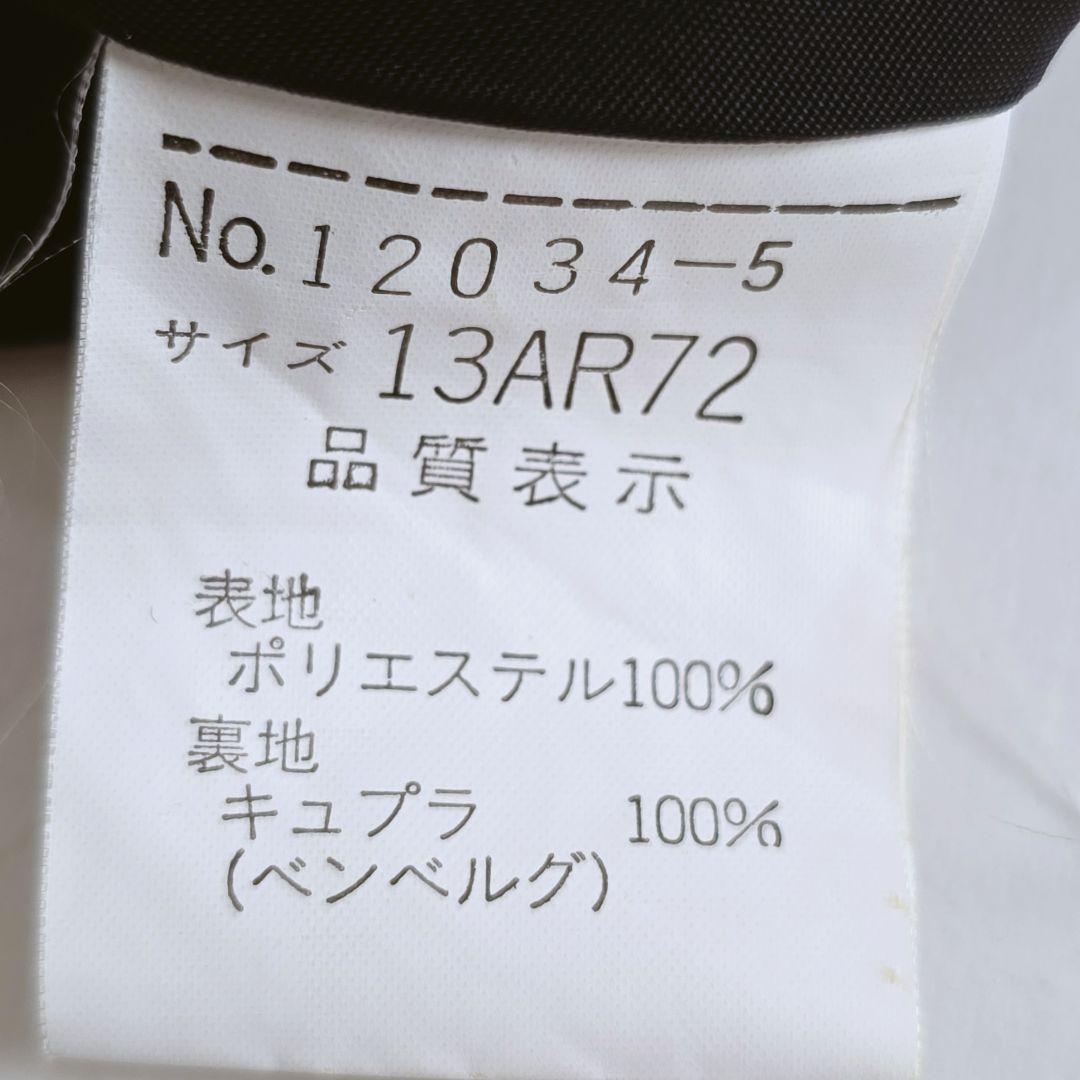 No.12034-5
サイズ 13AR72
品質表示
表地
ポリエステル100%
裏地
キュプラ 100%
(ベンベルグ)